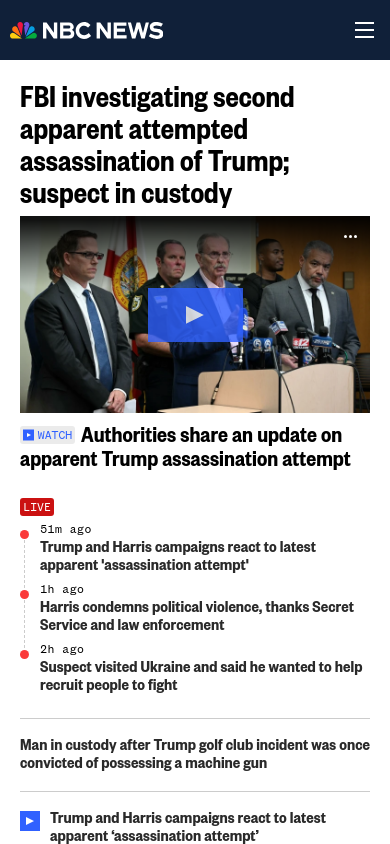 NBC NEWS
FBI investigating second
apparent attempted
assassination of Trump;
suspect in custody
WATCH Authorities share an update on
apparent Trump assassination attempt
LIVE
51m ago
Trump and Harris campaigns react to latest
apparent 'assassination attempt'
1h ago
Harris condemns political violence, thanks Secret
Service and law enforcement
2h ago
Suspect visited Ukraine and said he wanted to help
recruit people to fight
Man in custody after Trump golf club incident was once
convicted of possessing a machine gun
Trump and Harris campaigns react to latest
apparent ‘assassination attempt’